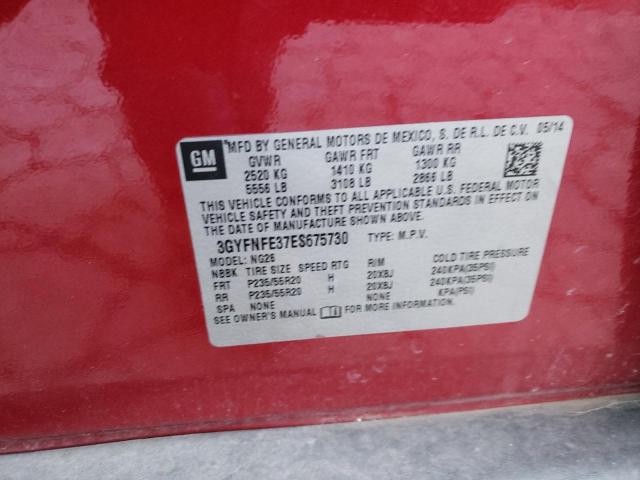 GM
MFD BY GENERAL MOTORS DE MEXICO, S. DE R.L. DE C.V. 05/14
GVWR GAWR FRT GAWR RR
2520 KG 1410 KG 1300 KG
5556 LB 3108 LB 2866 LB
THIS VEHICLE CONFORMS TO ALL APPLICABLE U.S. FEDERAL MOTOR
VEHICLE SAFETY AND THEFT PREVENTION STANDARDS IN EFFECT ON
THE DATE OF MANUFACTURE SHOWN ABOVE.
3GYFNFE37ES675730 TYPE: M.P.V.
MODEL: NG26
NBBK TIRE SIZE SPEED RTG RIM COLD TIRE PRESSURE
FRT P235/55R20 H 20X8J 240KPA(35PSI)
RR P235/55R20 H 20X8J 240KPA(35PSI)
SPA NONE NONE KPA(PSI)
SEE OWNER'S MANUAL FOR MORE INFORMATION.